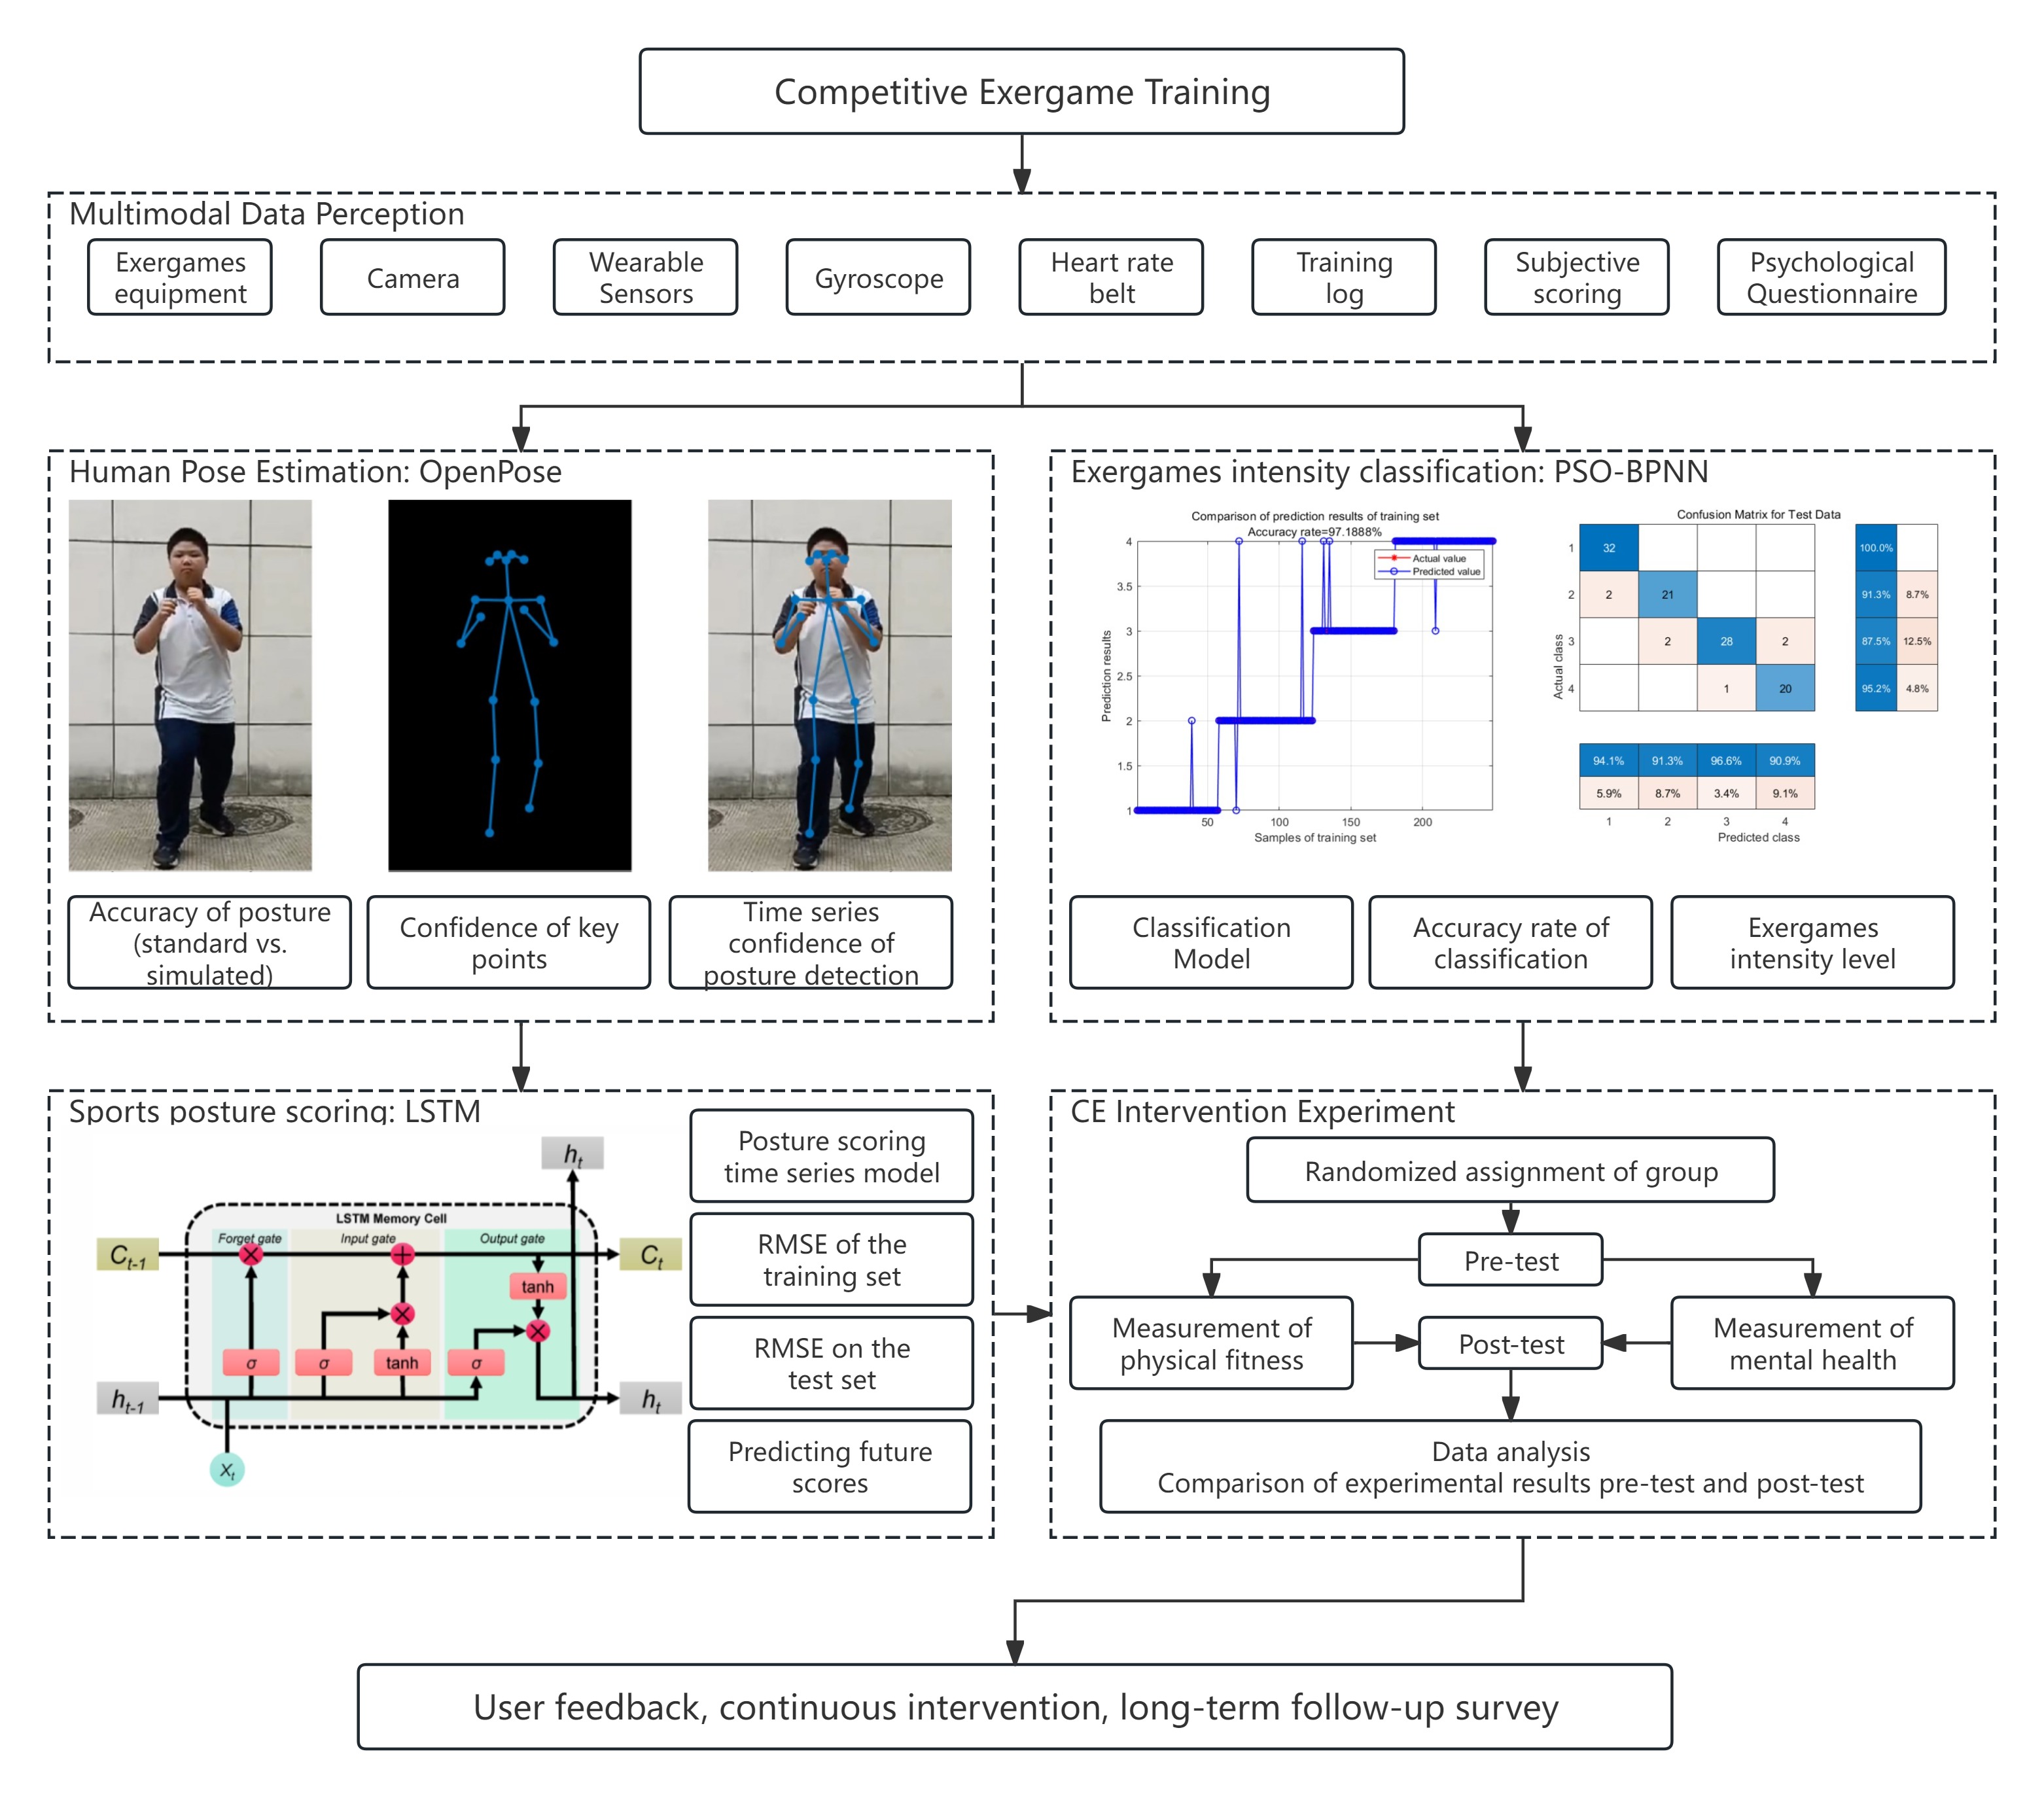 Competitive Exergame Training
Multimodal Data Perception
Exergames
equipment
Camera
Wearable
Sensors
Gyroscope
Heart rate
belt
Training
log
Subjective
scoring
Psychological
Questionnaire
Human Pose Estimation: OpenPose
Accuracy of posture
(standard vs.
simulated)
Confidence of key
points
Time series
confidence of
posture detection
Exergames intensity classification: PSO-BPNN
Comparison of prediction results of training set
Accuracy rate=97.1888%
Actual value
Predicted value
4
3.5
3
2.5
2
1.5
1
Prediction results
50 100 150 200
Samples of training set
Confusion Matrix for Test Data
1 32 100.0%
2 2 21 91.3% 8.7%
3 2 28 2 87.5% 12.5%
4 1 20 95.2% 4.8%
Actual class
94.1% 91.3% 96.6% 90.9%
5.9% 8.7% 3.4% 9.1%
1 2 3 4
Predicted class
Classification
Model
Accuracy rate of
classification
Exergames
intensity level
Sports posture scoring: LSTM
ht
LSTM Memory Cell
Forget gate Input gate Output gate
Ct-1
Ct
tanh
σ σ tanh σ
ht-1
ht
xt
Posture scoring
time series model
RMSE of the
training set
RMSE on the
test set
Predicting future
scores
CE Intervention Experiment
Randomized assignment of group
Pre-test
Measurement of
physical fitness
Post-test
Measurement of
mental health
Data analysis
Comparison of experimental results pre-test and post-test
User feedback, continuous intervention, long-term follow-up survey